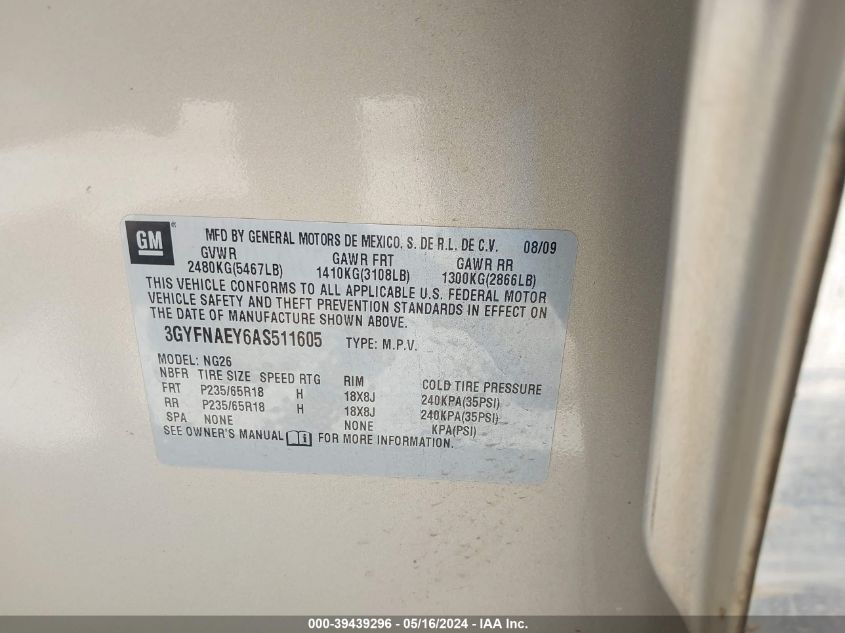 GM ®
MFD BY GENERAL MOTORS DE MEXICO, S. DE R.L. DE C.V. 08/09
GVWR GAWR FRT GAWR RR
2480KG(5467LB) 1410KG(3108LB) 1300KG(2866LB)
THIS VEHICLE CONFORMS TO ALL APPLICABLE U.S. FEDERAL MOTOR
VEHICLE SAFETY AND THEFT PREVENTION STANDARDS IN EFFECT ON
THE DATE OF MANUFACTURE SHOWN ABOVE.
3GYFNAEY6AS511605 TYPE: M.P.V.
MODEL: NG26
NBFR TIRE SIZE SPEED RTG RIM COLD TIRE PRESSURE
FRT P235/65R18 H 18X8J 240KPA(35PSI)
RR P235/65R18 H 18X8J 240KPA(35PSI)
SPA NONE NONE KPA(PSI)
SEE OWNER'S MANUAL FOR MORE INFORMATION.
000-39439296 - 05/16/2024 - IAA Inc.